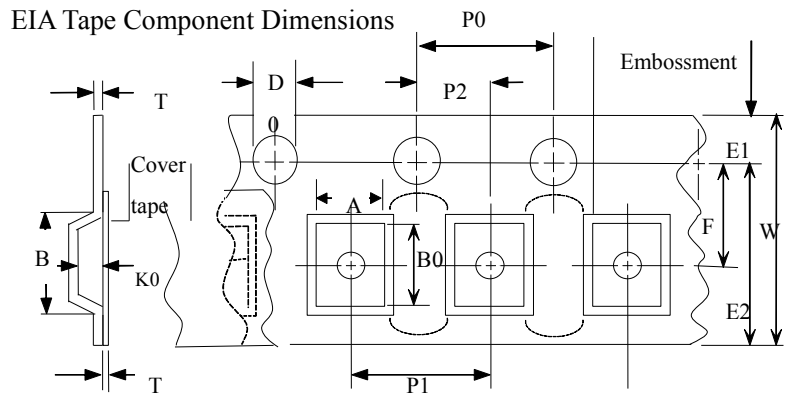 EIA Tape Component Dimensions
P0
Embossment
D
0
P2
T
Cover
tape
E1
A
F
W
B
B0
K0
E2
P1
T